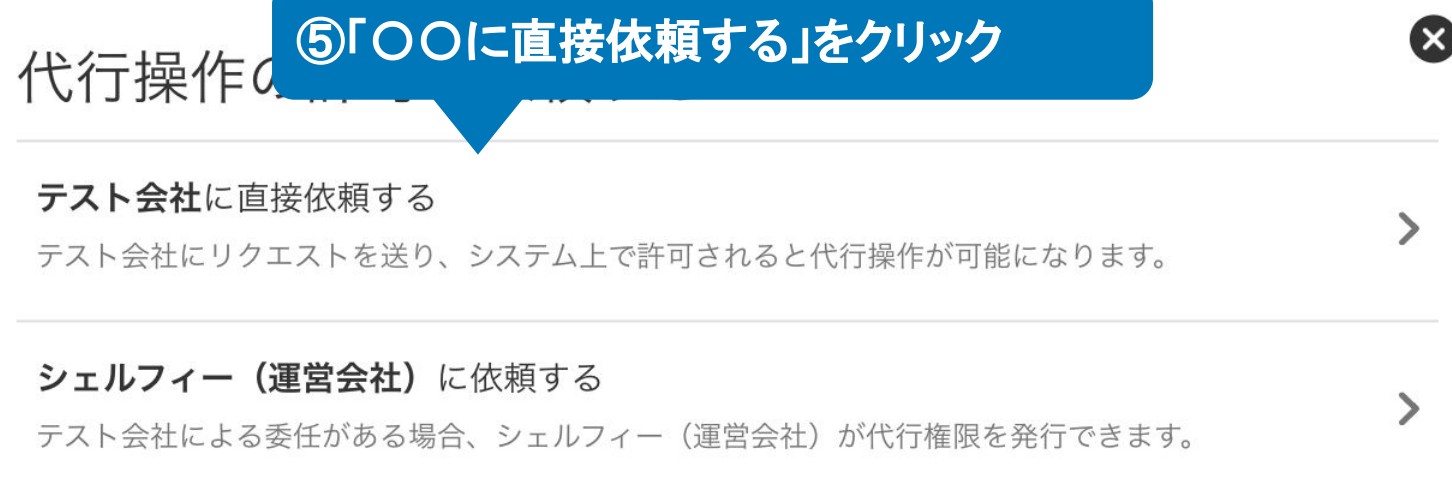 ⑤「〇〇に直接依頼する」をクリック
代行操作の
テスト会社に直接依頼する
テスト会社にリクエストを送り、システム上で許可されると代行操作が可能になります。
シェルフィー（運営会社）に依頼する
テスト会社による委任がある場合、シェルフィー（運営会社）が代行権限を発行できます。